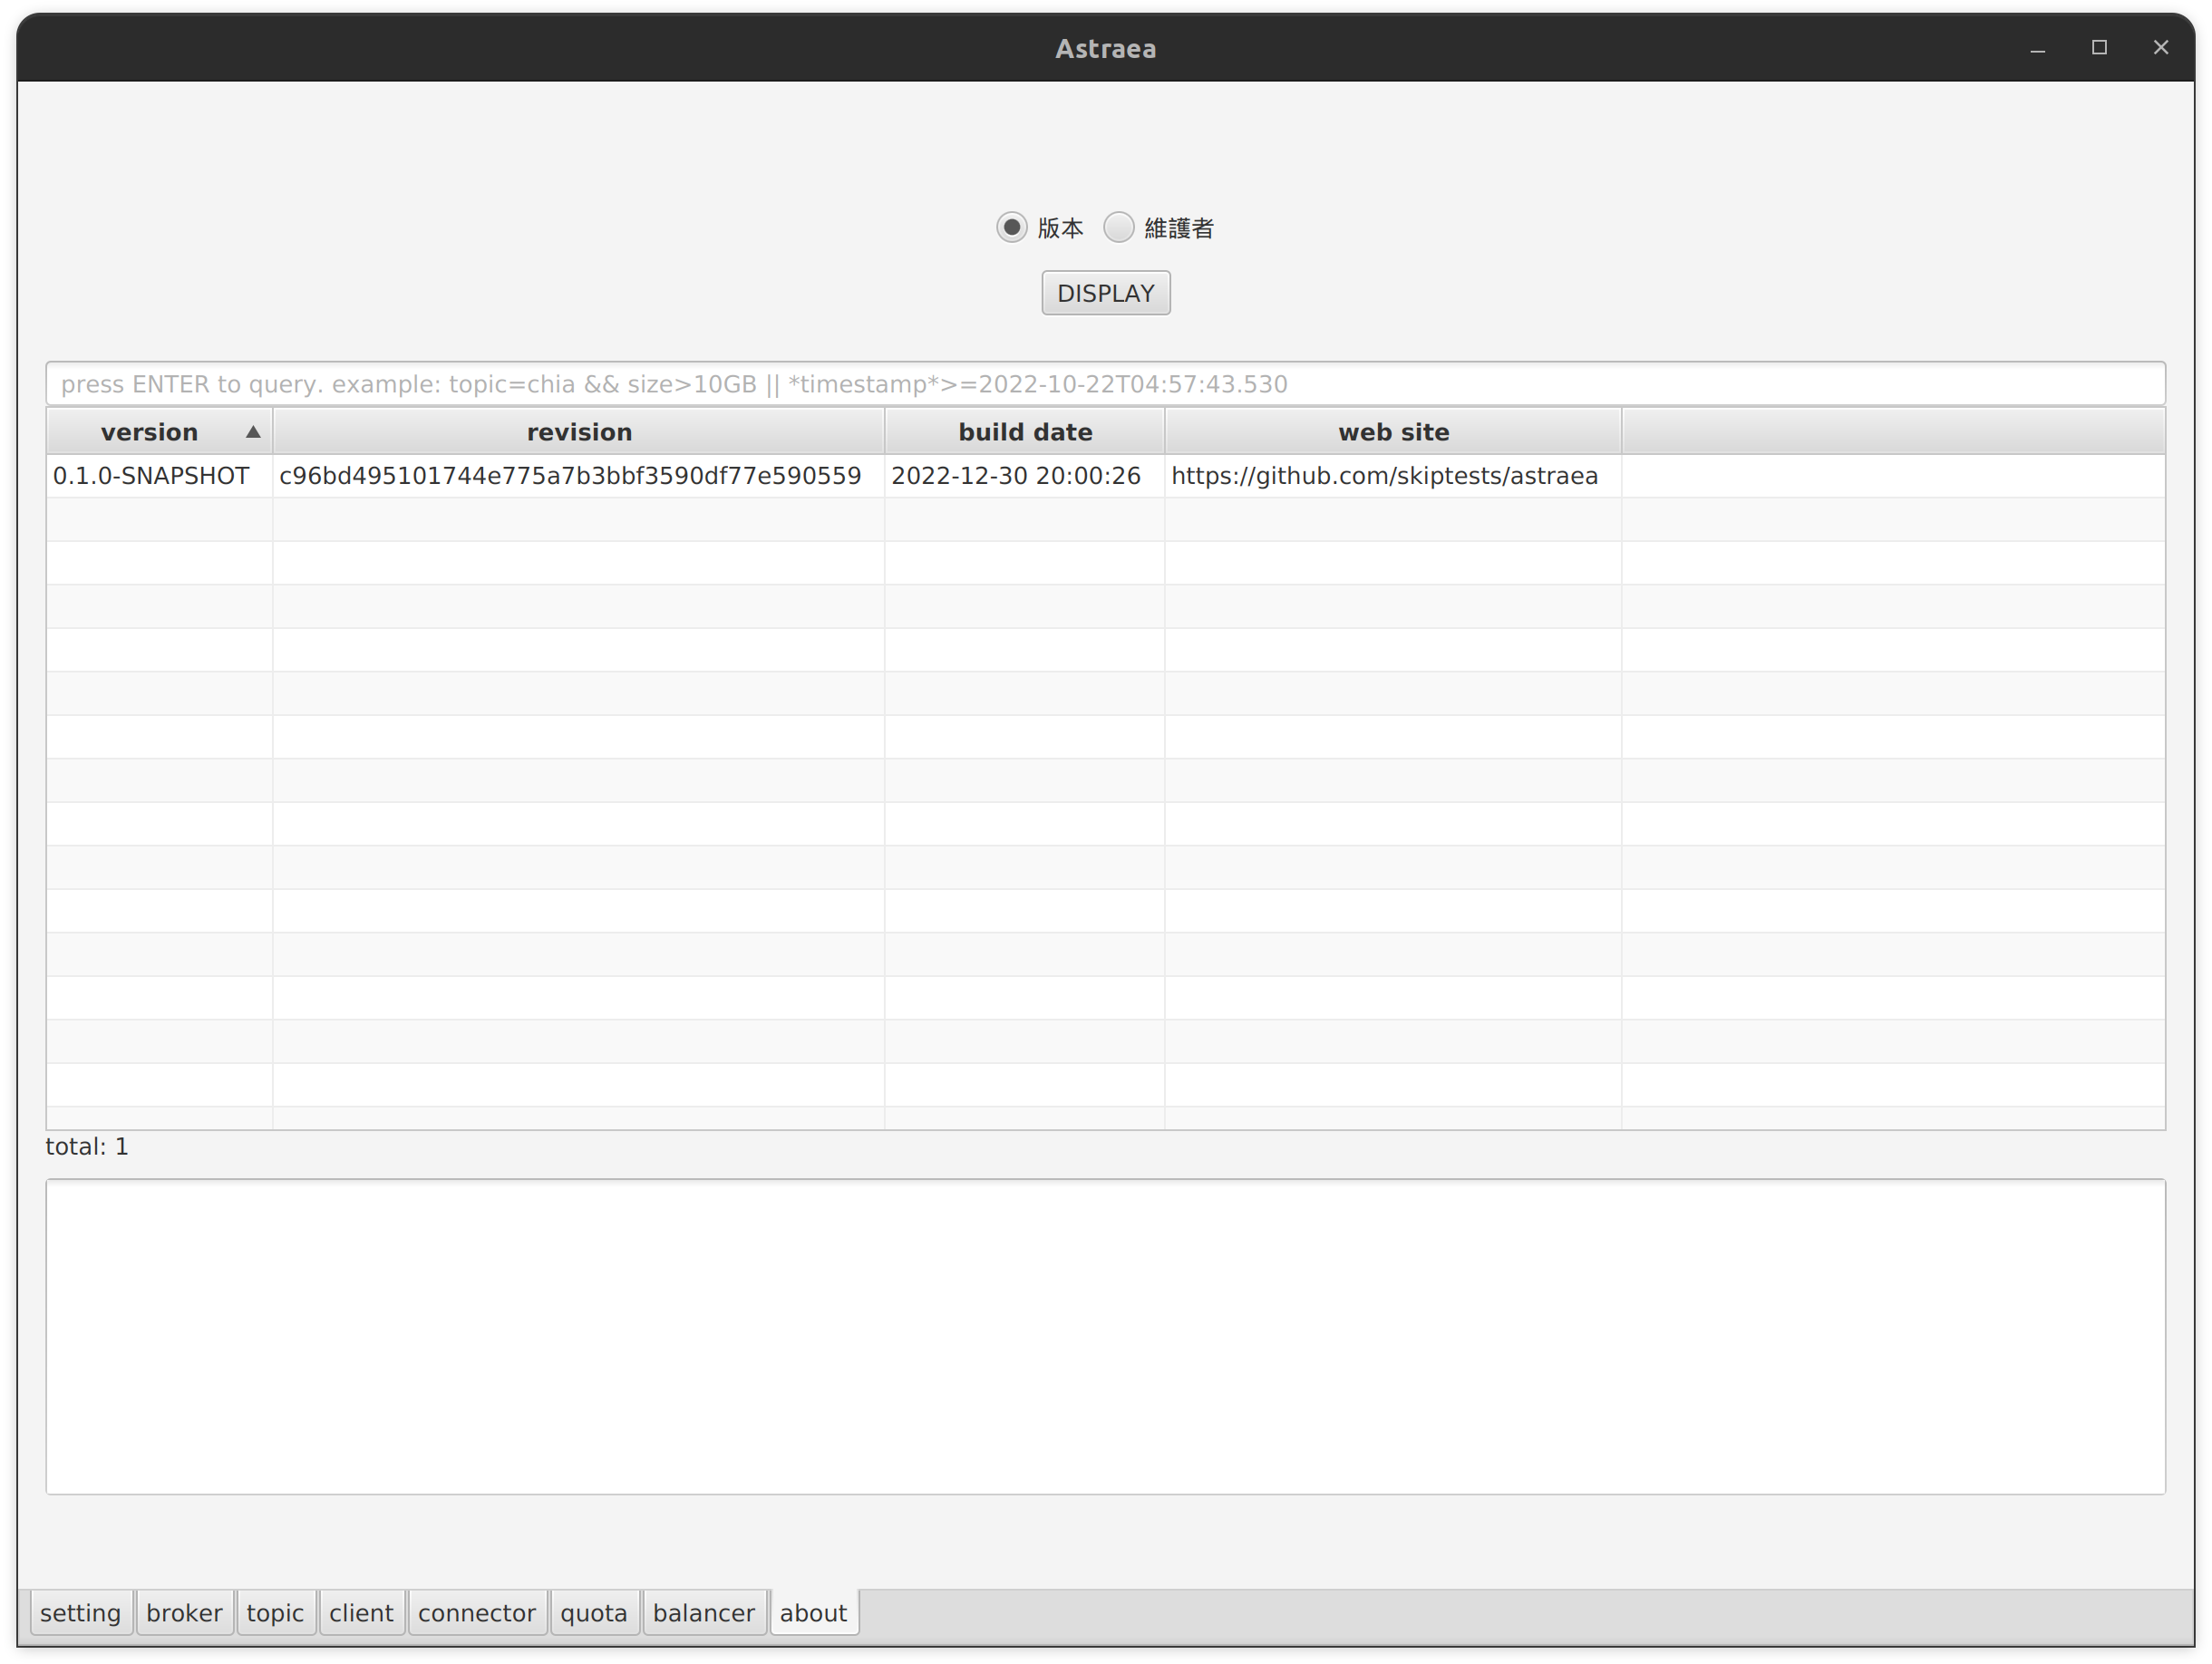 Astraea
版本 維護者
DISPLAY
press ENTER to query. example: topic=chia && size>10GB || *timestamp*>=2022-10-22T04:57:43.530
version revision build date web site
0.1.0-SNAPSHOT c96bd495101744e775a7b3bbf3590df77e590559 2022-12-30 20:00:26 https://github.com/skiptests/astraea
total: 1
setting broker topic client connector quota balancer about